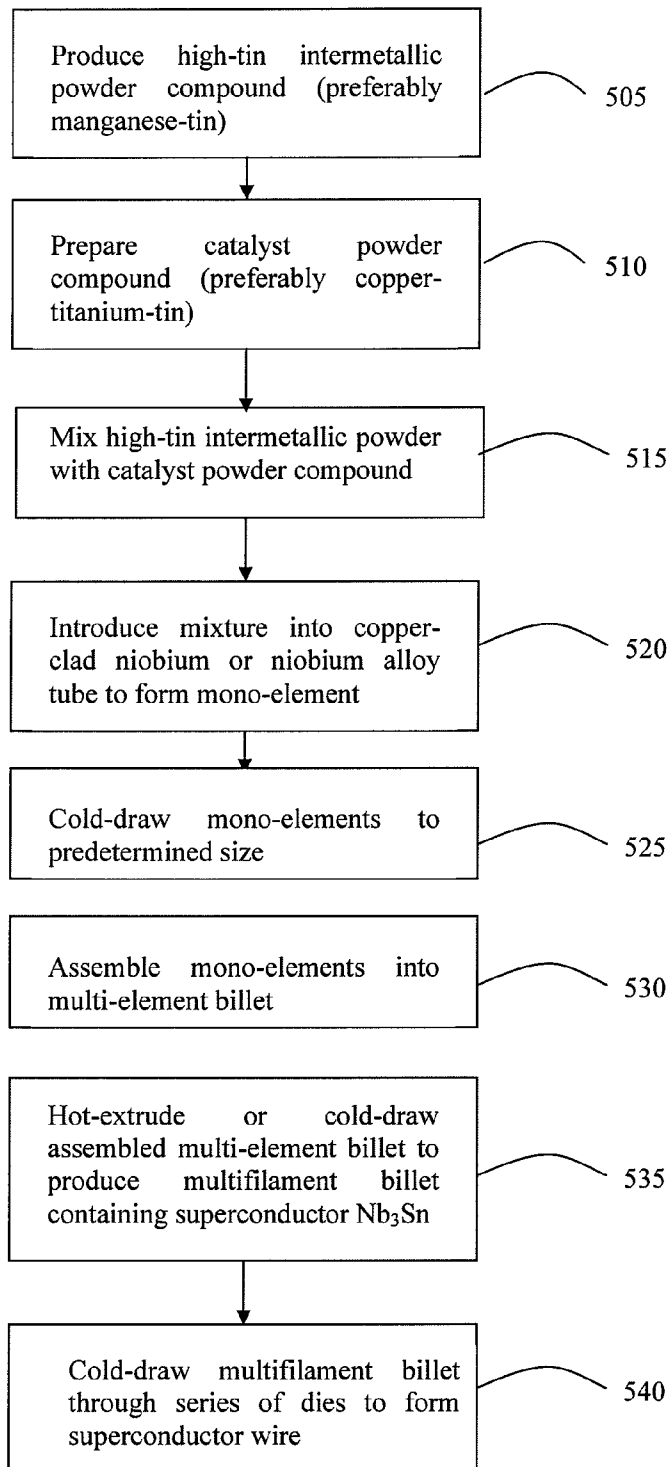 Produce high-tin intermetallic
powder compound (preferably
manganese-tin)
505
Prepare catalyst powder
compound (preferably copper-
titanium-tin)
510
Mix high-tin intermetallic powder
with catalyst powder compound
515
Introduce mixture into copper-
clad niobium or niobium alloy
tube to form mono-element
520
Cold-draw mono-elements to
predetermined size
525
Assemble mono-elements into
multi-element billet
530
Hot-extrude or cold-draw
assembled multi-element billet to
produce multifilament billet
containing superconductor Nb₃Sn
535
Cold-draw multifilament billet
through series of dies to form
superconductor wire
540